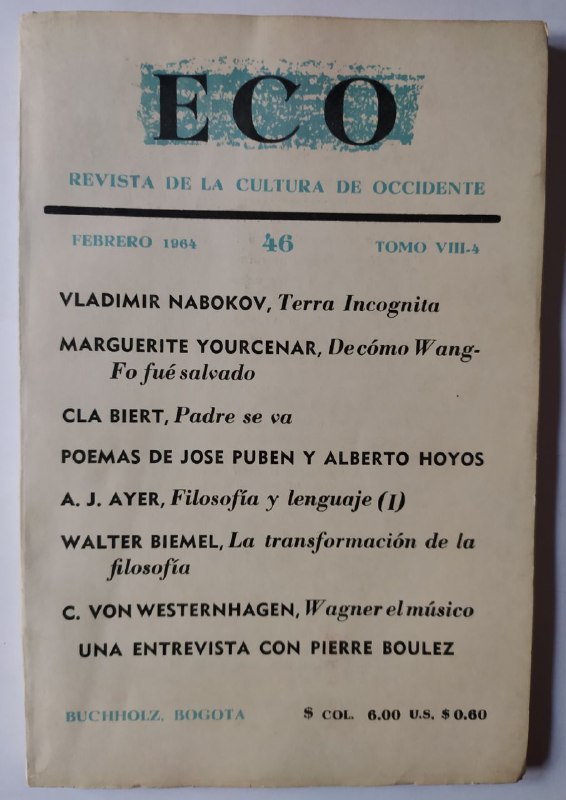 ECO
REVISTA DE LA CULTURA DE OCCIDENTE
FEBRERO 1964 46 TOMO VIII-4
VLADIMIR NABOKOV, Terra Incognita
MARGUERITE YOURCENAR, De cómo Wang-
Fo fué salvado
CLA BIERT, Padre se va
POEMAS DE JOSE PUBEN Y ALBERTO HOYOS
A. J. AYER, Filosofía y lenguaje (I)
WALTER BIEMEL, La transformación de la
filosofía
C. VON WESTERNHAGEN, Wagner el músico
UNA ENTREVISTA CON PIERRE BOULEZ
BUCHHOLZ, BOGOTA $ COL. 6.00 U.S. $ 0.60